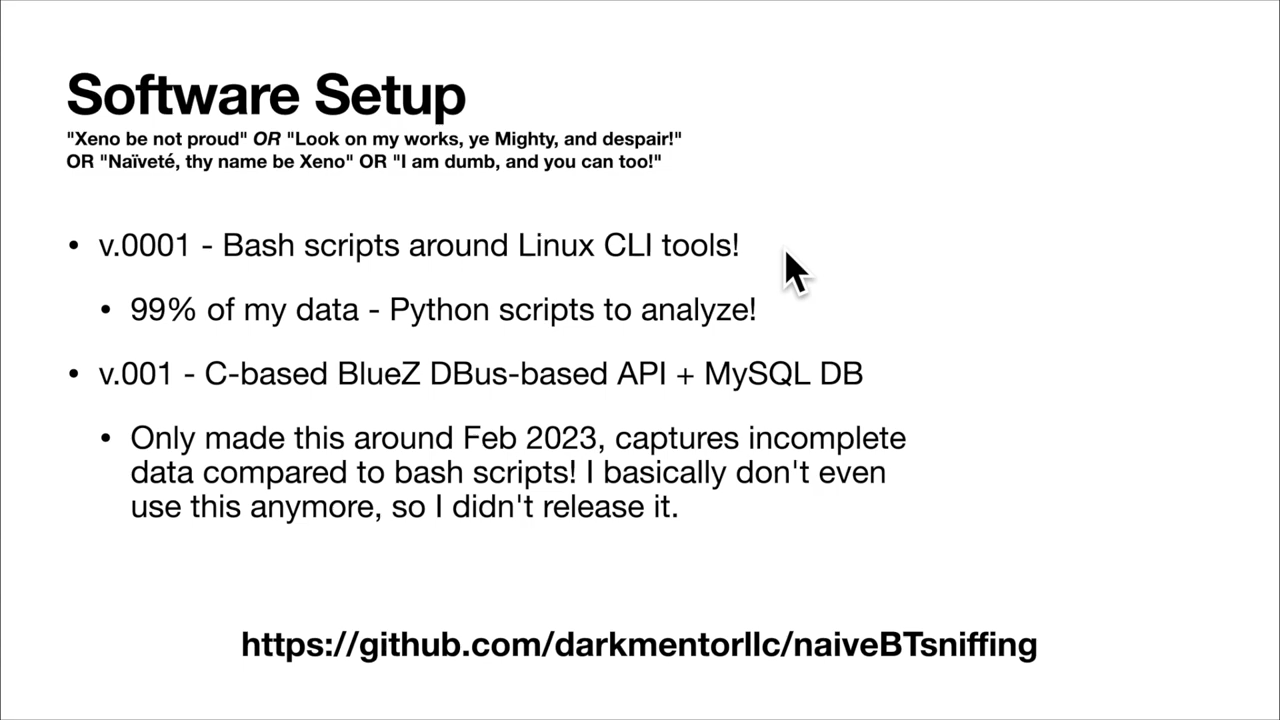 Software Setup
"Xeno be not proud" OR "Look on my works, ye Mighty, and despair!"
OR "Naïveté, thy name be Xeno" OR "I am dumb, and you can too!"
• v.0001 - Bash scripts around Linux CLI tools!
• 99% of my data - Python scripts to analyze!
• v.001 - C-based BlueZ DBus-based API + MySQL DB
• Only made this around Feb 2023, captures incomplete
data compared to bash scripts! I basically don't even
use this anymore, so I didn't release it.
https://github.com/darkmentorllc/naiveBTsniffing